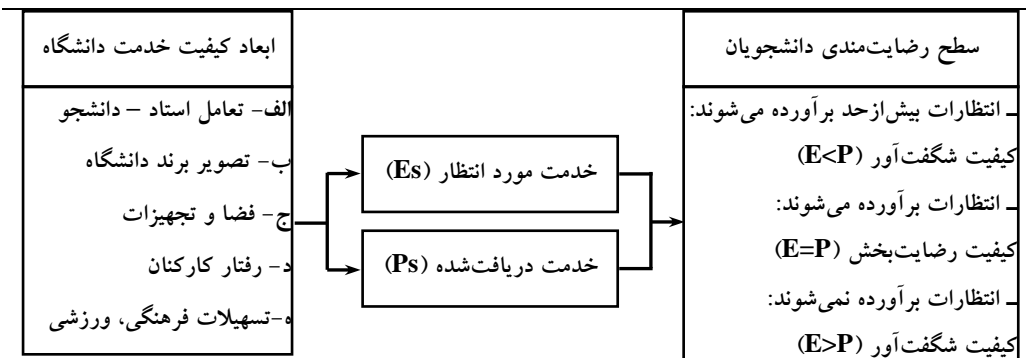 ابعاد کیفیت خدمت دانشگاه
الف- تعامل استاد – دانشجو
ب- تصویر برند دانشگاه
ج- فضا و تجهیزات
د- رفتار کارکنان
ه-تسهیلات فرهنگی، ورزشی
خدمت مورد انتظار (Es)
خدمت دریافت‌شده (Ps)
سطح رضایت‌مندی دانشجویان
ـ انتظارات بیش‌ازحد برآورده می‌شوند:
کیفیت شگفت‌آور (E<P)
ـ انتظارات برآورده می‌شوند:
کیفیت رضایت‌بخش (E=P)
ـ انتظارات برآورده نمی‌شوند:
کیفیت شگفت‌آور (E>P)